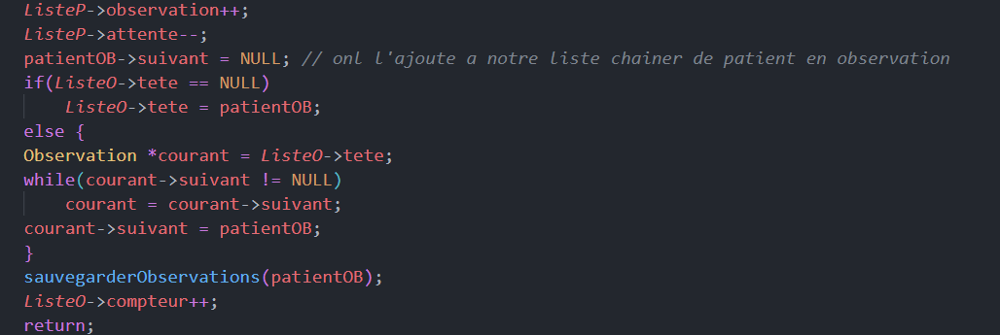 ListeP->observation++;
ListeP->attente--;
patientOB->suivant = NULL; // onl l'ajoute a notre liste chainer de patient en observation
if(ListeO->tete == NULL)
    ListeO->tete = patientOB;
else {
Observation *courant = ListeO->tete;
while(courant->suivant != NULL)
    courant = courant->suivant;
courant->suivant = patientOB;
}
sauvegarderObservations(patientOB);
ListeO->compteur++;
return;